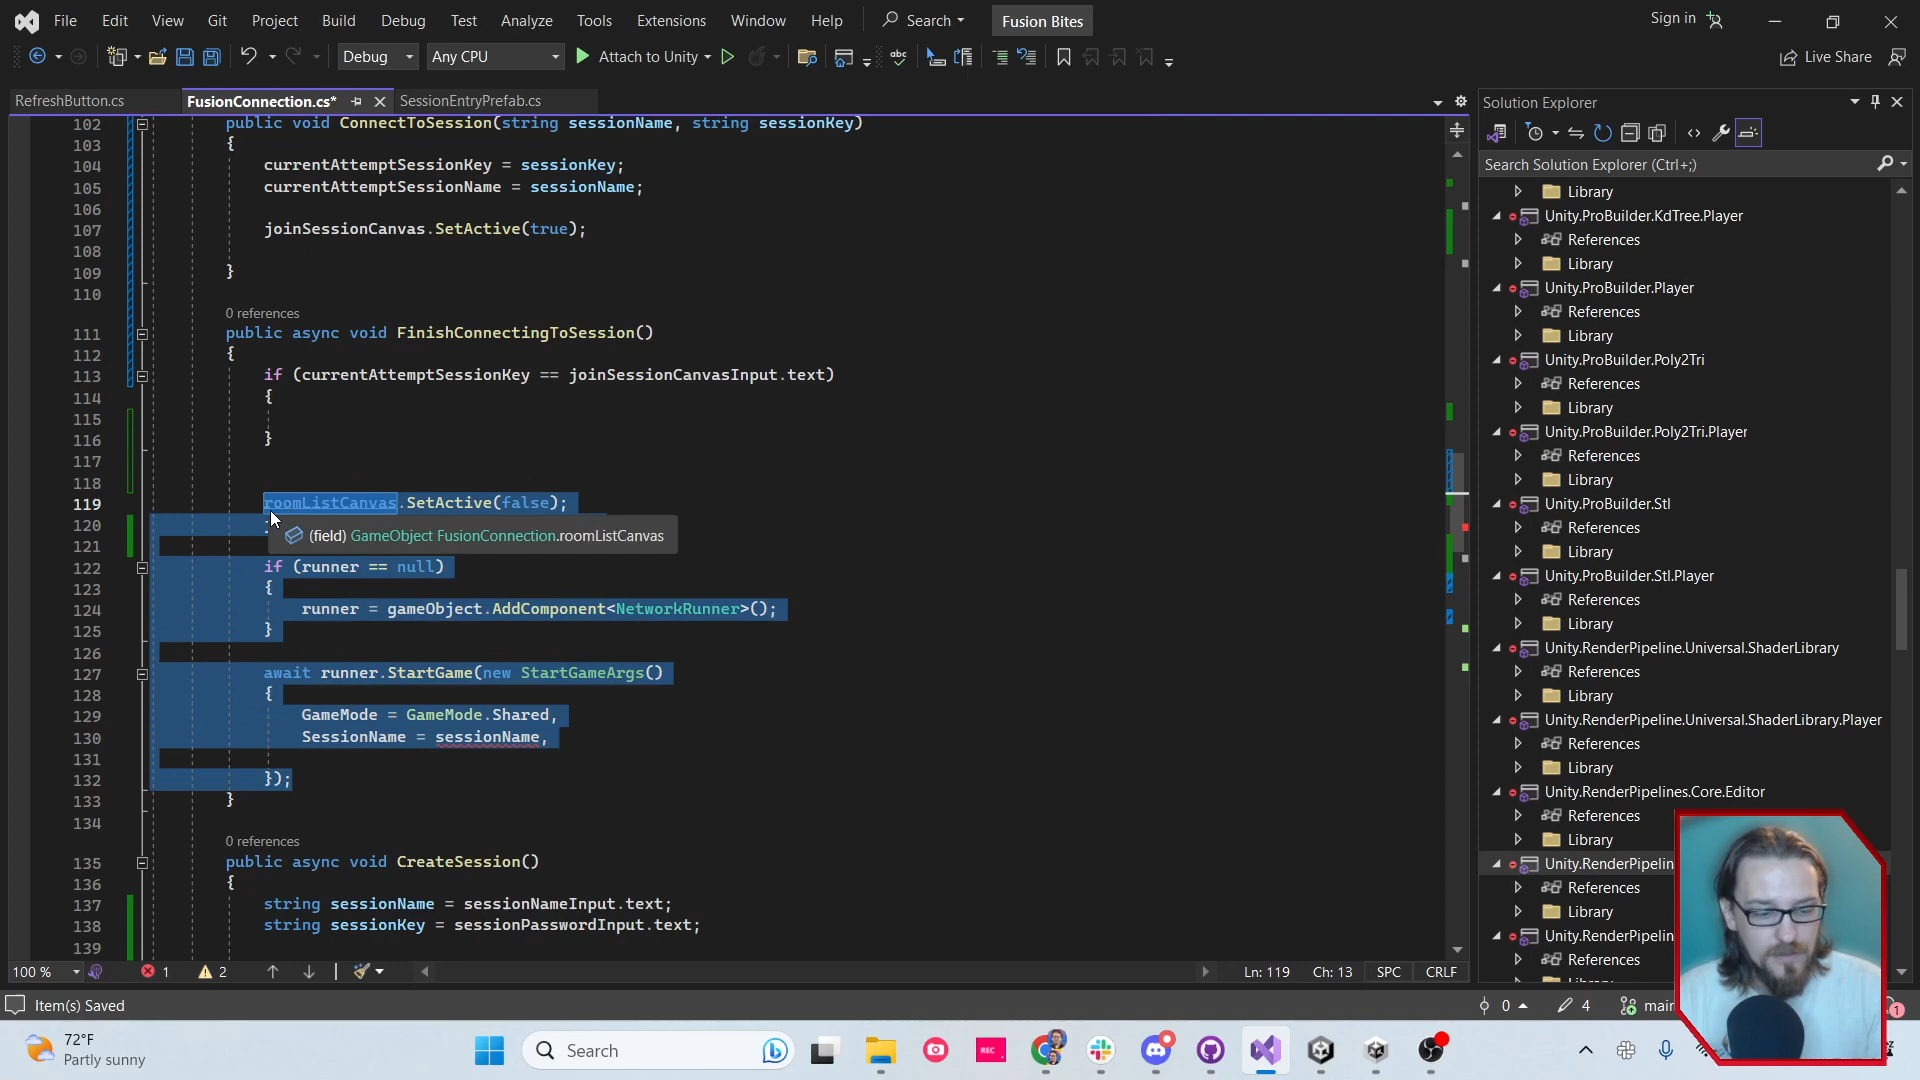 File Edit View Git Project Build Debug Test Analyze Tools Extensions Window Help Search Fusion Bites Sign in
Debug Any CPU Attach to Unity Live Share
RefreshButton.cs FusionConnection.cs* SessionEntryPrefab.cs
102 public void ConnectToSession(string sessionName, string sessionKey)
103 {
104 currentAttemptSessionKey = sessionKey;
105 currentAttemptSessionName = sessionName;
106
107 joinSessionCanvas.SetActive(true);
108
109 }
110
0 references
111 public async void FinishConnectingToSession()
112 {
113 if (currentAttemptSessionKey == joinSessionCanvasInput.text)
114 {
115
116 }
117
118
119 roomListCanvas.SetActive(false);
120
(field) GameObject FusionConnection.roomListCanvas
121
122 if (runner == null)
123 {
124 runner = gameObject.AddComponent<NetworkRunner>();
125 }
126
127 await runner.StartGame(new StartGameArgs()
128 {
129 GameMode = GameMode.Shared,
130 SessionName = sessionName,
131
132 });
133 }
134
0 references
135 public async void CreateSession()
136 {
137 string sessionName = sessionNameInput.text;
138 string sessionKey = sessionPasswordInput.text;
139
100 % 1 2 Ln: 119 Ch: 13 SPC CRLF
Solution Explorer
Search Solution Explorer (Ctrl+;)
Library
Unity.ProBuilder.KdTree.Player
References
Library
Unity.ProBuilder.Player
References
Library
Unity.ProBuilder.Poly2Tri
References
Library
Unity.ProBuilder.Poly2Tri.Player
References
Library
Unity.ProBuilder.Stl
References
Library
Unity.ProBuilder.Stl.Player
References
Library
Unity.RenderPipeline.Universal.ShaderLibrary
References
Library
Unity.RenderPipeline.Universal.ShaderLibrary.Player
References
Library
Unity.RenderPipelines.Core.Editor
References
Library
Unity.RenderPipelin
References
Library
Unity.RenderPipelin
References
Item(s) Saved 0 4 main 1
72°F
Partly sunny
Search
REC